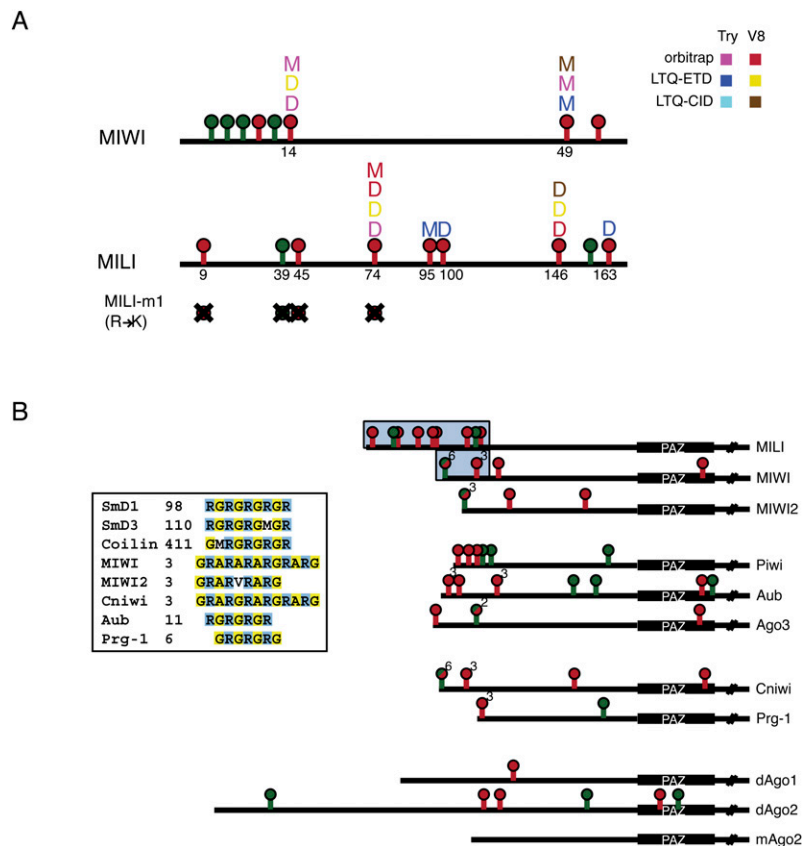 A
Try V8
orbitrap
LTQ-ETD
LTQ-CID
M M
D M
D M
MIWI
14 49
M
D D
D D
D M D D D
MILI
9 39 45 74 95 100 146 163
MILI-m1
(R→K)
B
PAZ MILI
6 3
PAZ MIWI
3
PAZ MIWI2
SmD1 98 RGRGRGRGR
SmD3 110 RGRGRGMGR
Coilin 411 GMRGRGRGR
MIWI 3 GRARARARGRARG
MIWI2 3 GRARVRARG
Cniwi 3 GRARGRARGRARG
Aub 11 RGRGRGR
Prg-1 6 GRGRGRG
PAZ Piwi
3 3
PAZ Aub
2
PAZ Ago3
6 3
PAZ Cniwi
3
PAZ Prg-1
PAZ dAgo1
PAZ dAgo2
PAZ mAgo2